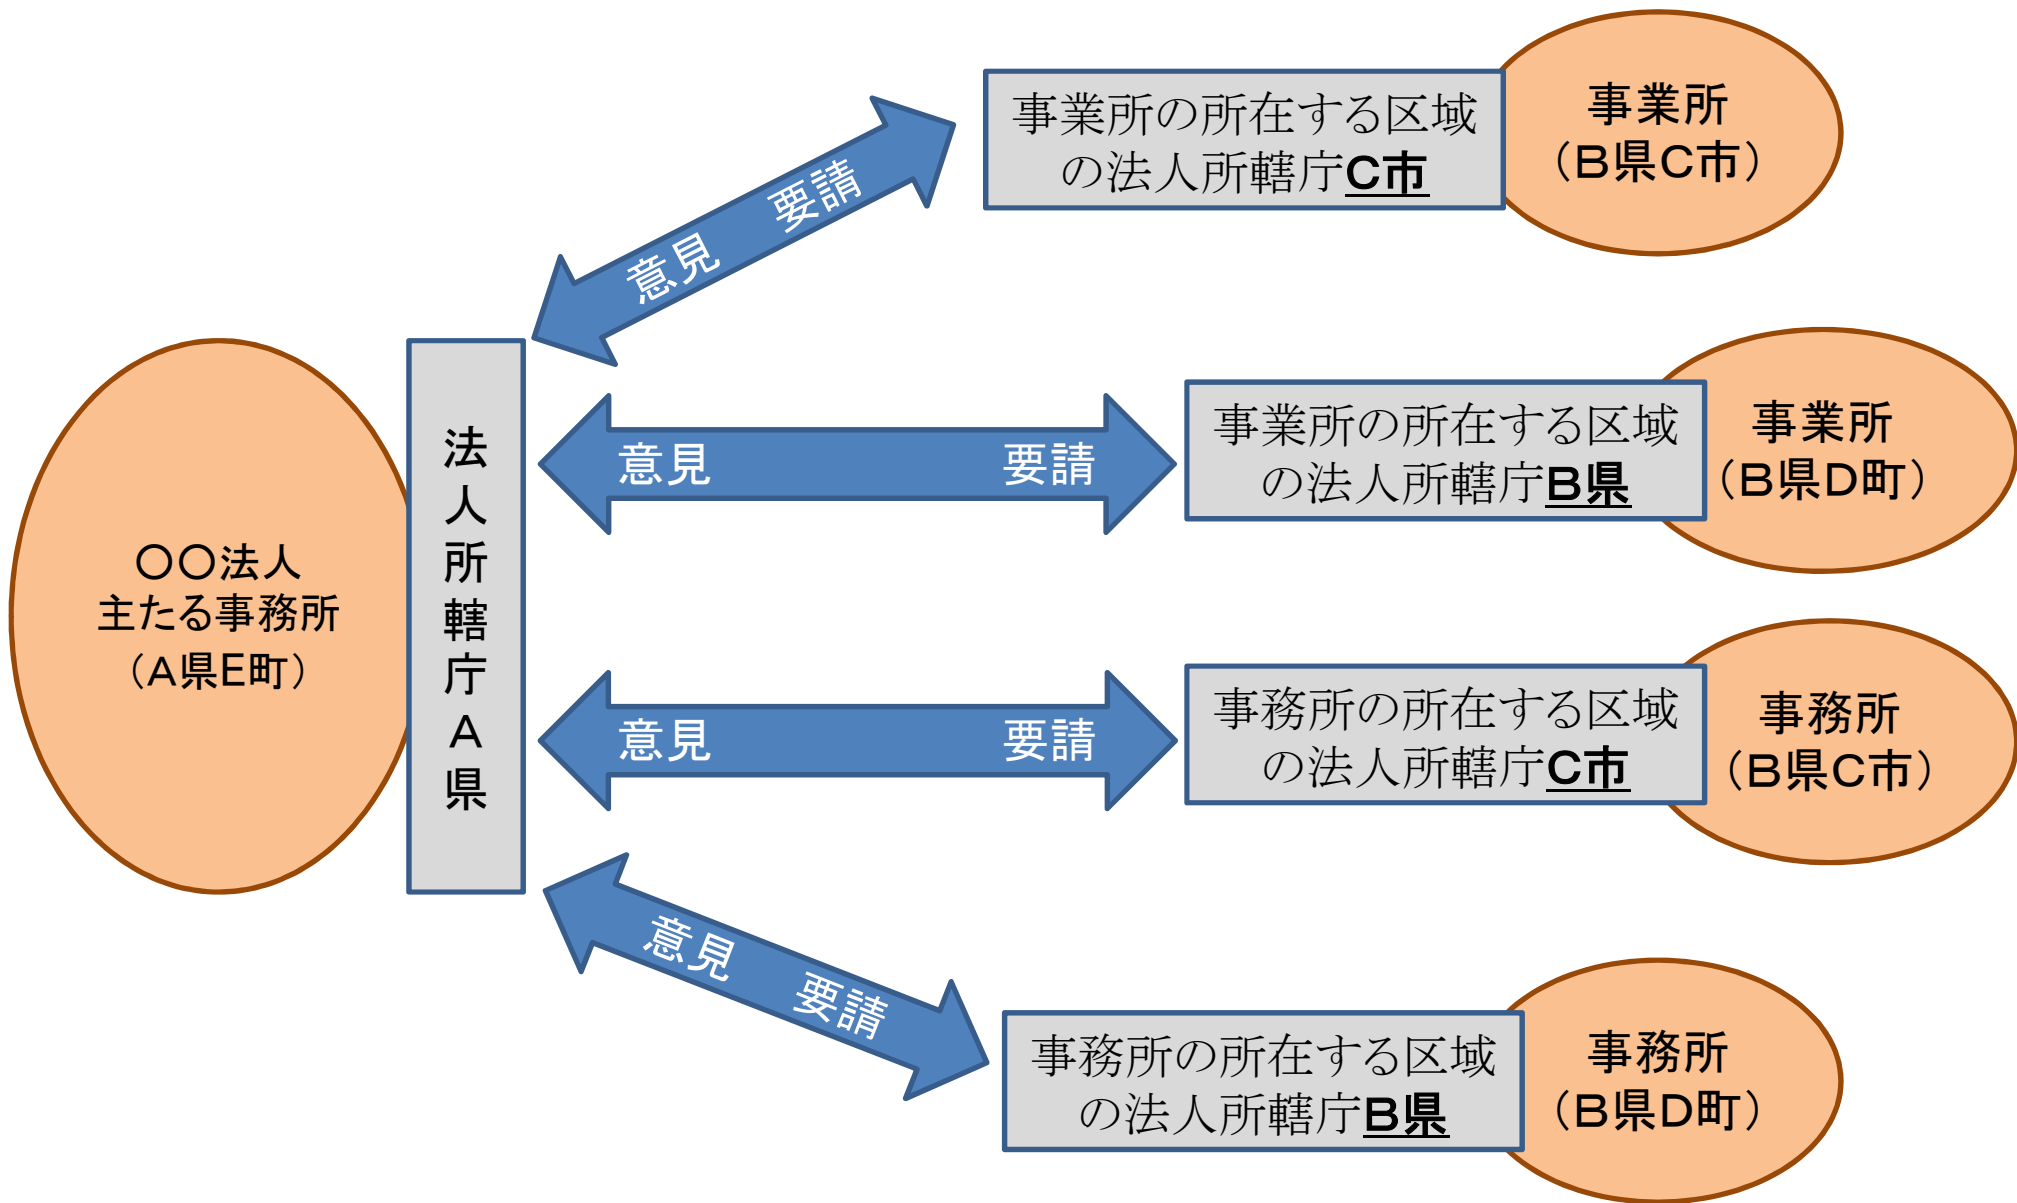 事業所の所在する区域
の法人所轄庁C市
事業所
（B県C市）
意見　要請
〇〇法人
主たる事務所
（A県E町）
法人所轄庁A県
意見　要請
事業所の所在する区域
の法人所轄庁B県
事業所
（B県D町）
意見　要請
事務所の所在する区域
の法人所轄庁C市
事務所
（B県C市）
意見　要請
事務所の所在する区域
の法人所轄庁B県
事務所
（B県D町）